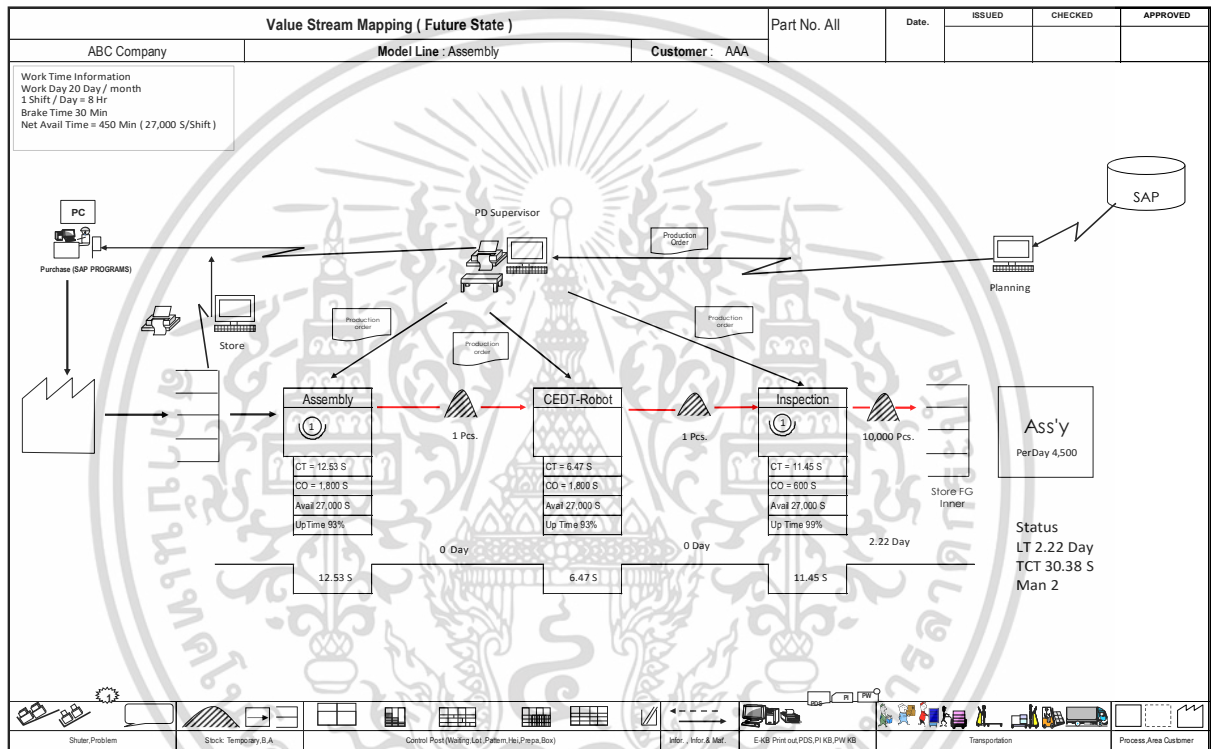 Value Stream Mapping ( Future State )
Part No. All
Date.
ISSUED
CHECKED
APPROVED
ABC Company
Model Line : Assembly
Customer : AAA
Work Time Information
Work Day 20 Day / month
1 Shift / Day = 8 Hr
Brake Time 30 Min
Net Avail Time = 450 Min ( 27,000 S/Shift )
SAP
PC
Purchase (SAP PROGRAMS)
PD Supervisor
Production
Order
Planning
Store
Production
order
Production
order
Production
order
Assembly
1
CT = 12.53 S
CO = 1,800 S
Avail 27,000 S
UpTime 93%
1 Pcs.
CEDT-Robot
CT = 6.47 S
CO = 1,800 S
Avail 27,000 S
Up Time 93%
1 Pcs.
Inspection
1
CT = 11.45 S
CO = 600 S
Avail 27,000 S
Up Time 99%
10,000 Pcs.
Store FG
Inner
Ass'y
PerDay 4,500
0 Day
0 Day
2.22 Day
12.53 S
6.47 S
11.45 S
Status
LT 2.22 Day
TCT 30.38 S
Man 2
1
PDS
PI
PW
Shuter,Problem
Stock: Temporary,B,A
Control Post (Waiting,Lot ,Pattern,Hei,Prepa,Box)
Infor. , Infor & Mat'.
E-KB Print out,PDS,PI KB,PW KB
Transportation
Process,Area Customer